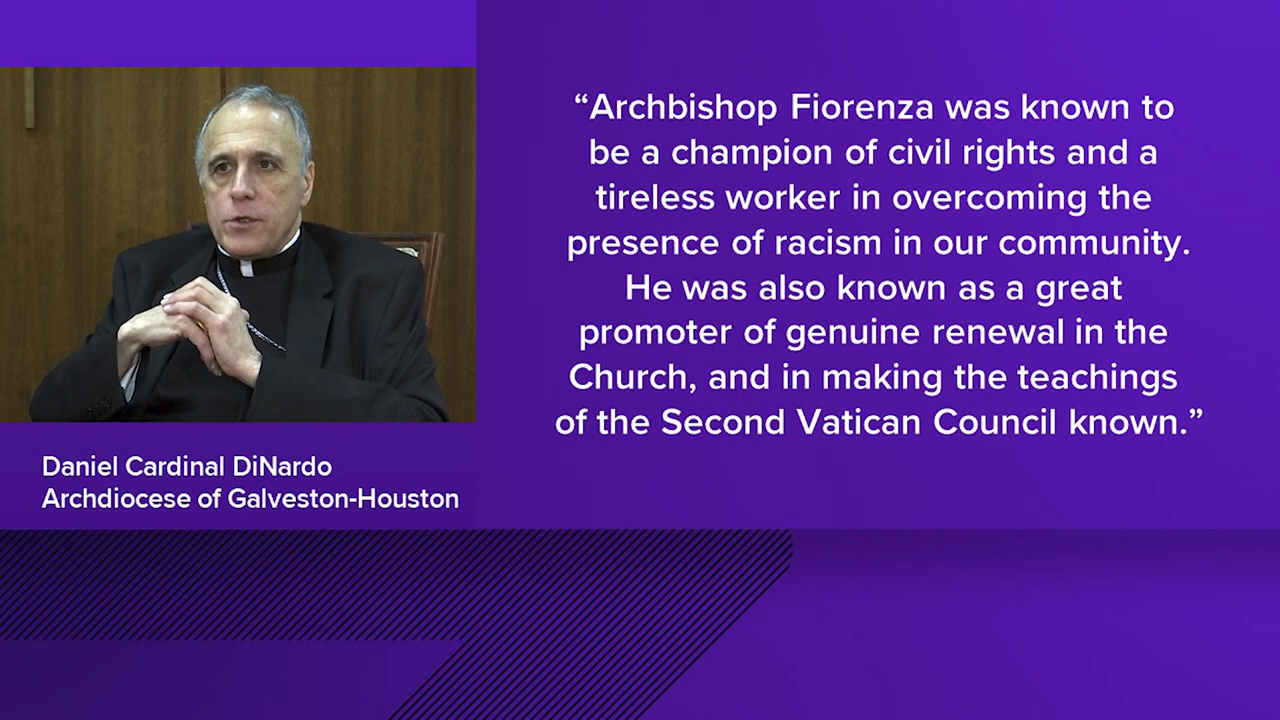 “Archbishop Fiorenza was known to
be a champion of civil rights and a
tireless worker in overcoming the
presence of racism in our community.
He was also known as a great
promoter of genuine renewal in the
Church, and in making the teachings
of the Second Vatican Council known.”
Daniel Cardinal DiNardo
Archdiocese of Galveston-Houston